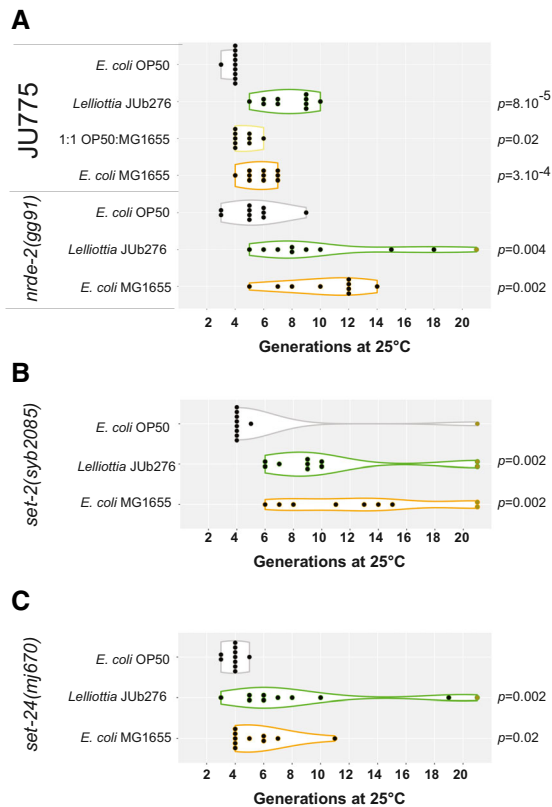 A
JU775
E. coli OP50
Lelliottia JUb276 p=8.10⁻⁵
1:1 OP50:MG1655 p=0.02
E. coli MG1655 p=3.10⁻⁴
nrde-2(gg91)
E. coli OP50
Lelliottia JUb276 p=0.004
E. coli MG1655 p=0.002
2 4 6 8 10 12 14 16 18 20
Generations at 25°C
B
set-2(syb2085)
E. coli OP50
Lelliottia JUb276 p=0.002
E. coli MG1655 p=0.002
2 4 6 8 10 12 14 16 18 20
Generations at 25°C
C
set-24(mj670)
E. coli OP50
Lelliottia JUb276 p=0.002
E. coli MG1655 p=0.02
2 4 6 8 10 12 14 16 18 20
Generations at 25°C